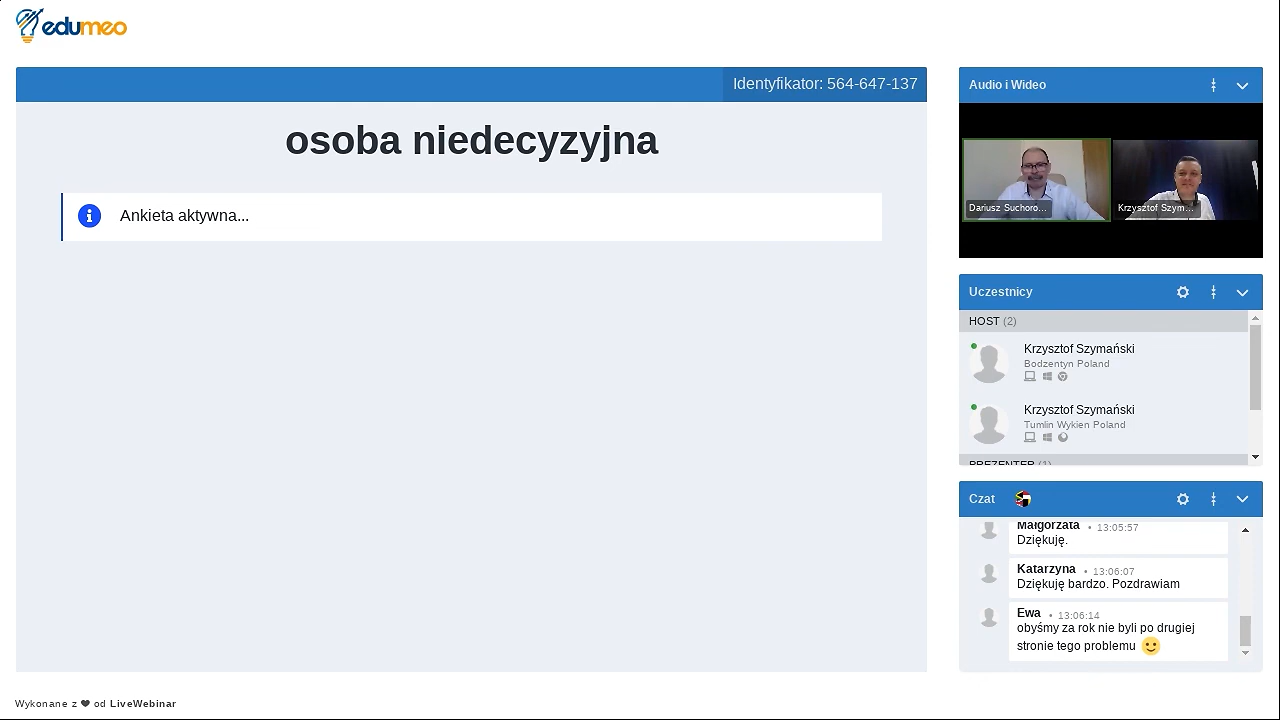 edumeo
Identyfikator: 564-647-137
osoba niedecyzyjna
Ankieta aktywna...
Audio i Wideo
Dariusz Suchoro...
Krzysztof Szym...
Uczestnicy
HOST (2)
Krzysztof Szymański
Bodzentyn Poland
Krzysztof Szymański
Tumlin Wykien Poland
PREZENTER (1)
Czat
Małgorzata • 13:05:57
Dziękuję.
Katarzyna • 13:06:07
Dziękuję bardzo. Pozdrawiam
Ewa • 13:06:14
obyśmy za rok nie byli po drugiej
stronie tego problemu 🙂
Wykonane z ❤ od LiveWebinar